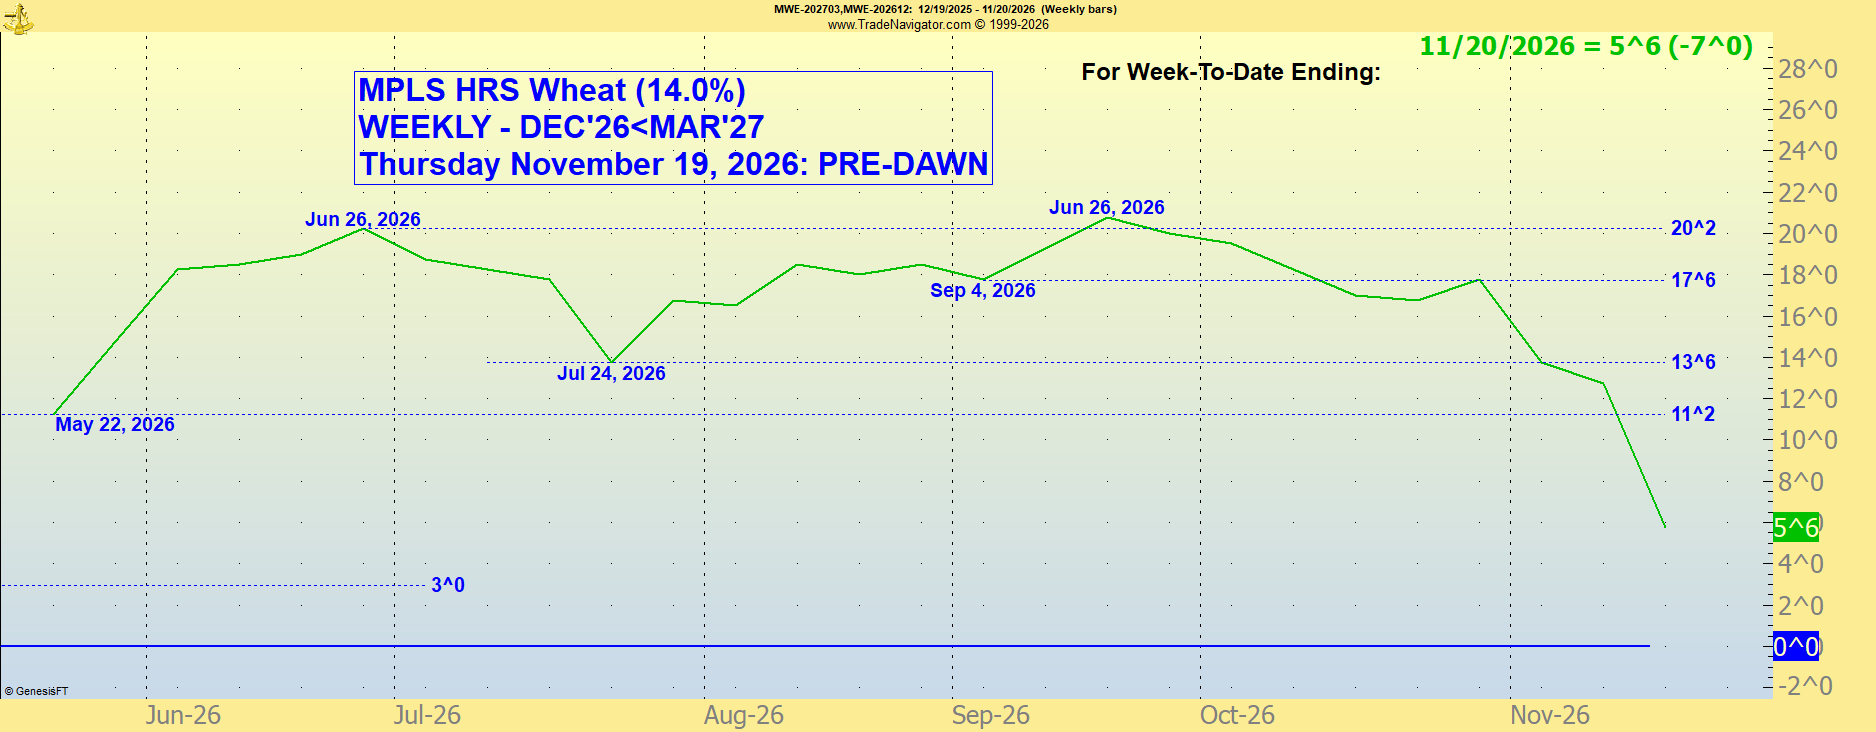 MWE-202703,MWE-202612: 12/19/2025 - 11/20/2026 (Weekly bars)
www.TradeNavigator.com © 1999-2026
11/20/2026 = 5^6 (-7^0)
For Week-To-Date Ending:
MPLS HRS Wheat (14.0%)
WEEKLY - DEC'26<MAR'27
Thursday November 19, 2026: PRE-DAWN
28^0
26^0
24^0
22^0
20^0
18^0
16^0
14^0
12^0
10^0
8^0
5^6
4^0
2^0
0^0
-2^0
Jun 26, 2026
Jun 26, 2026
20^2
Sep 4, 2026
17^6
Jul 24, 2026
13^6
May 22, 2026
11^2
3^0
© GenesisFT
Jun-26
Jul-26
Aug-26
Sep-26
Oct-26
Nov-26